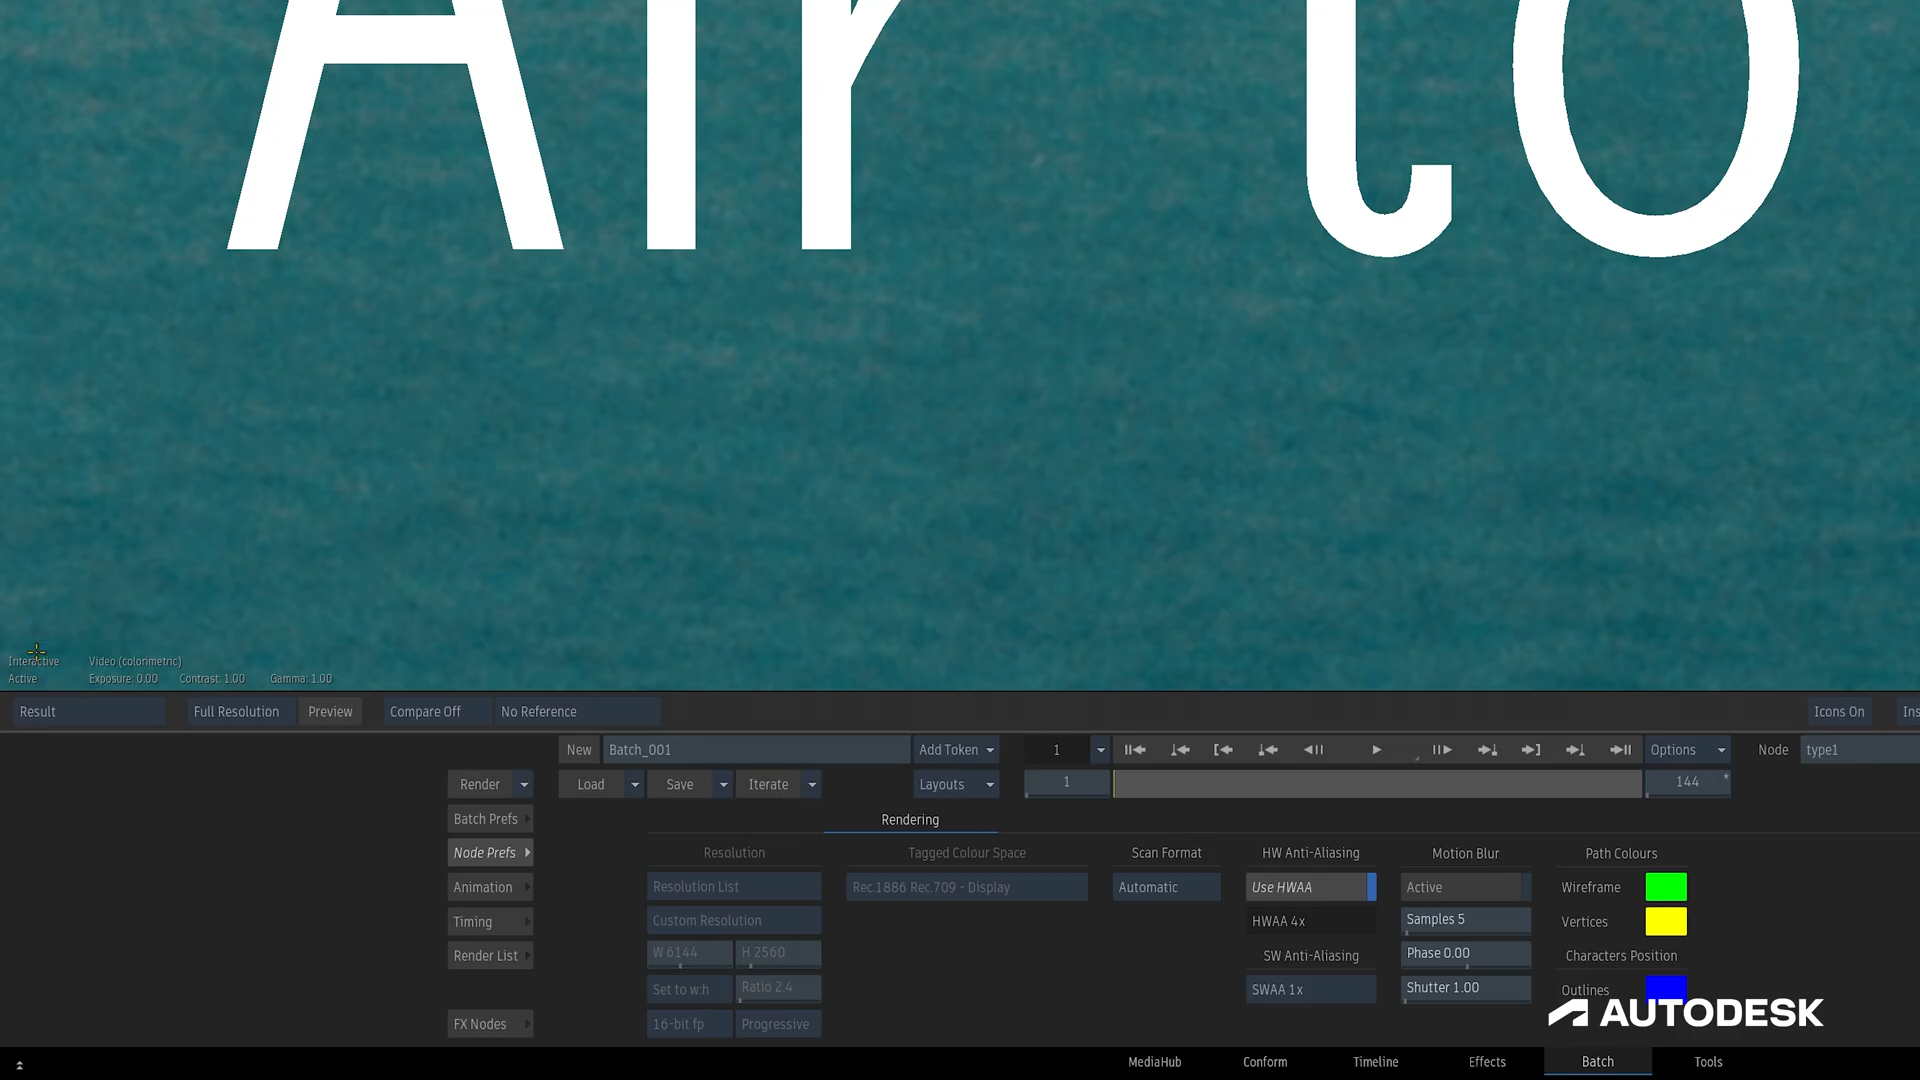 Air to
Interactive Video (colorimetric)
Active Exposure: 0.00 Contrast: 1.00 Gamma: 1.00
Result Full Resolution Preview Compare Off No Reference Icons On Ins
New Batch_001 Add Token 1 Options Node type1
Render Load Save Iterate Layouts 1 144 *
Batch Prefs Rendering
Node Prefs Resolution Tagged Colour Space Scan Format HW Anti-Aliasing Motion Blur Path Colours
Animation Resolution List Rec.1886 Rec.709 - Display Automatic Use HWAA Active Wireframe
Timing Custom Resolution HWAA 4x Samples 5 Vertices
Render List W 6144 H 2560 SW Anti-Aliasing Phase 0.00 Characters Position
Set to w:h Ratio 2.4 SWAA 1x Shutter 1.00 Outlines
FX Nodes 16-bit fp Progressive AUTODESK
MediaHub Conform Timeline Effects Batch Tools